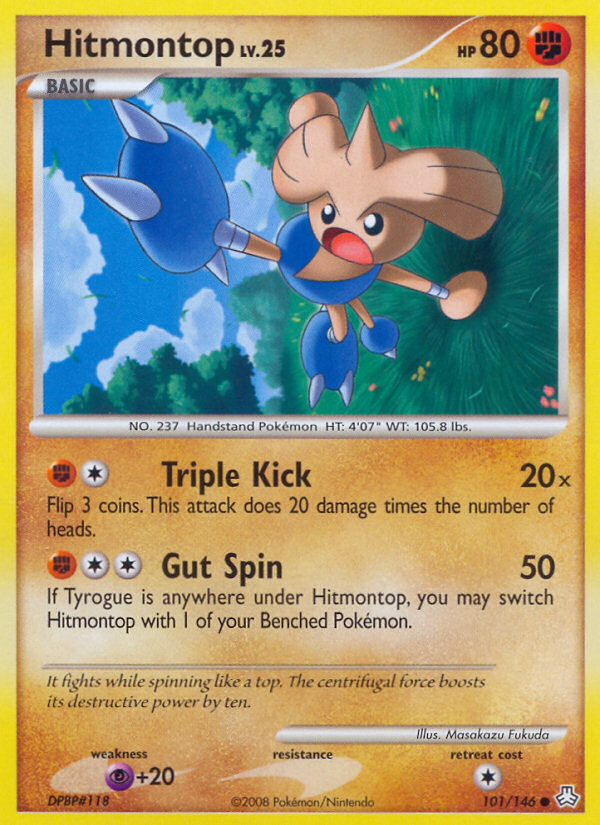 Hitmontop LV.25 HP 80
BASIC
NO. 237 Handstand Pokémon HT: 4'07" WT: 105.8 lbs.
Triple Kick 20x
Flip 3 coins. This attack does 20 damage times the number of
heads.
Gut Spin 50
If Tyrogue is anywhere under Hitmontop, you may switch
Hitmontop with 1 of your Benched Pokémon.
It fights while spinning like a top. The centrifugal force boosts
its destructive power by ten.
Illus. Masakazu Fukuda
weakness resistance retreat cost
+20
DPBP#118 ©2008 Pokémon/Nintendo 101/146